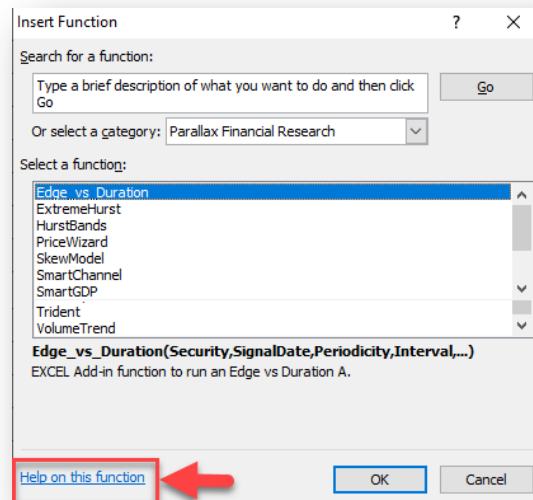 Insert Function ? ×
Search for a function:
Type a brief description of what you want to do and then click
Go
Go
Or select a category: Parallax Financial Research
Select a function:
Edge_vs_Duration
ExtremeHurst
HurstBands
PriceWizard
SkewModel
SmartChannel
SmartGDP
Trident
VolumeTrend
Edge_vs_Duration(Security,SignalDate,Periodicity,Interval,...)
EXCEL Add-in function to run an Edge vs Duration A.
Help on this function
OK
Cancel